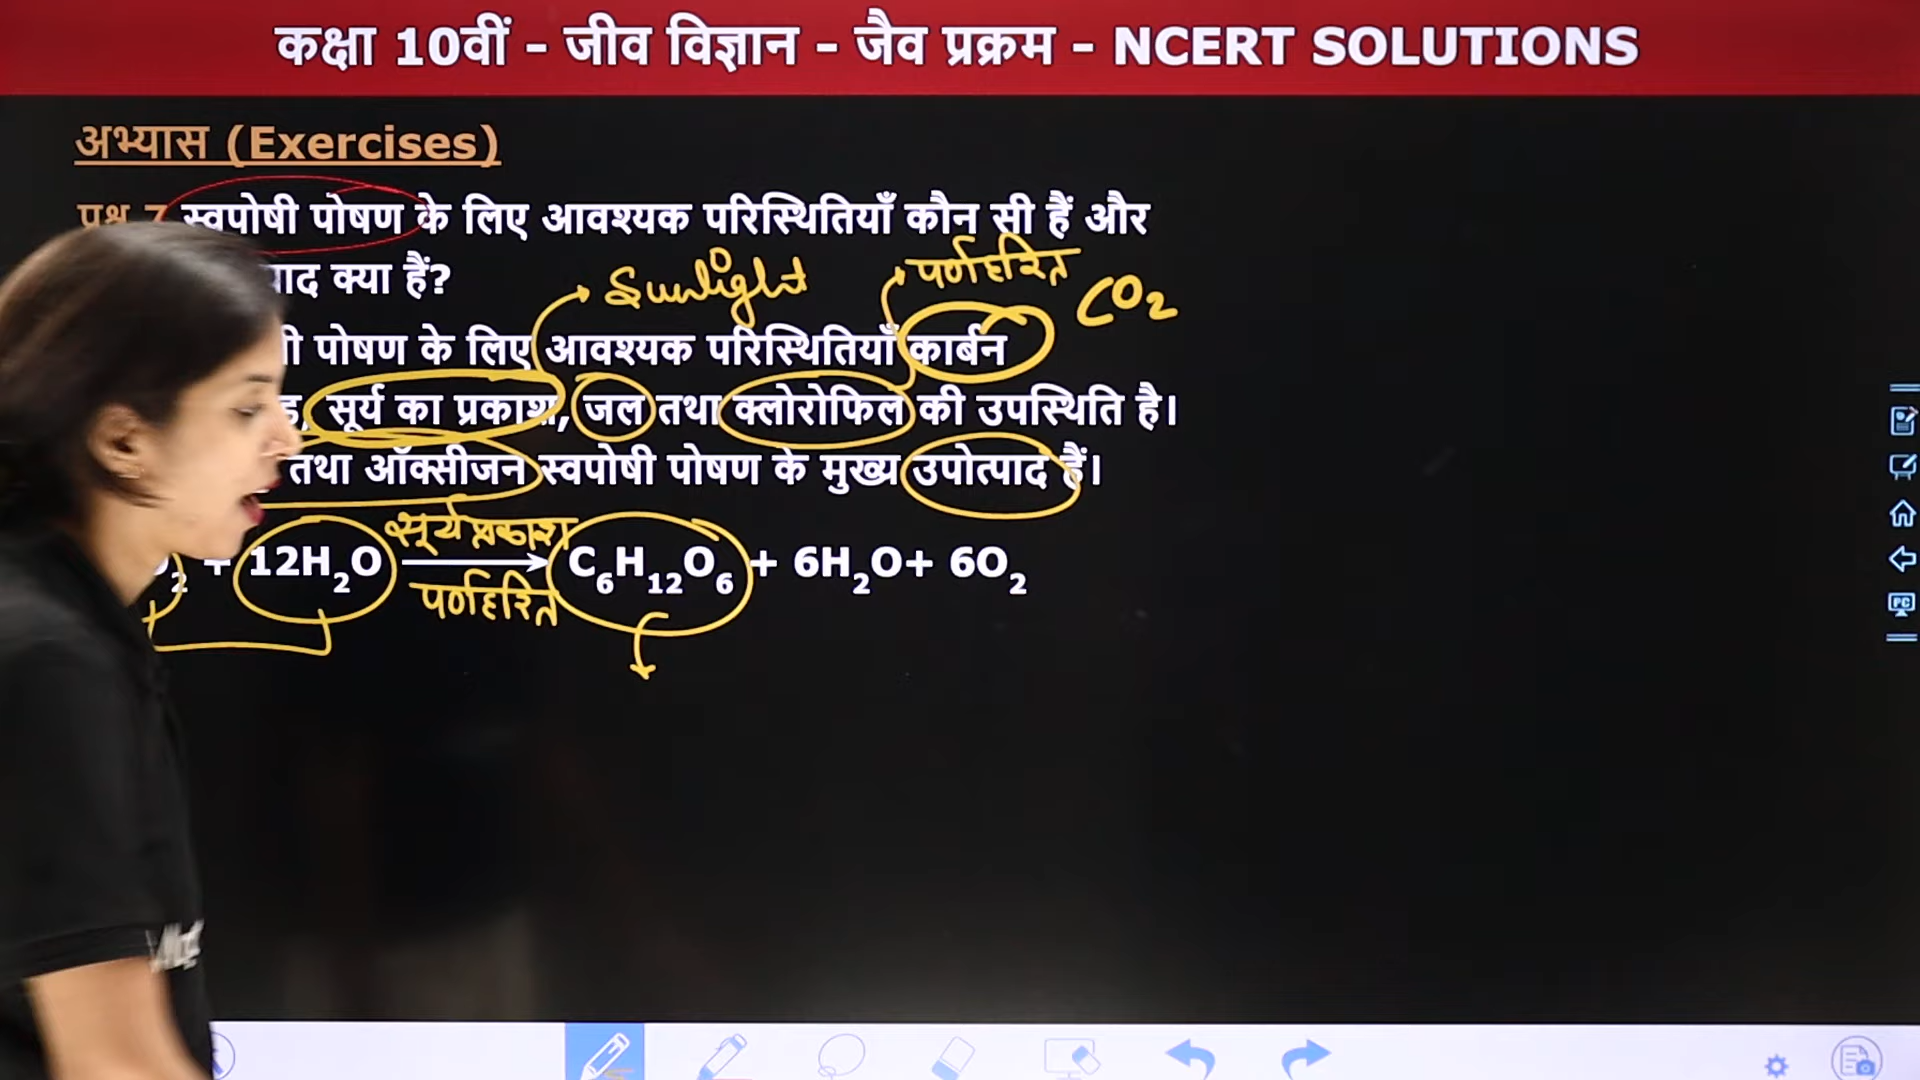 कक्षा 10वीं - जीव विज्ञान - जैव प्रक्रम - NCERT SOLUTIONS
अभ्यास (Exercises)
प्रश्न 7 स्वपोषी पोषण के लिए आवश्यक परिस्थितियाँ कौन सी हैं और
क्या हैं?
Sunlight
पर्णहरित
CO2
पोषण के लिए आवश्यक परिस्थितियाँ कार्बन
सूर्य का प्रकाश, जल तथा क्लोरोफिल की उपस्थिति है।
तथा ऑक्सीजन स्वपोषी पोषण के मुख्य उपोत्पाद हैं।
सूर्य प्रकाश
+ 12H₂O → C₆H₁₂O₆ + 6H₂O+ 6O₂
पर्णहरित